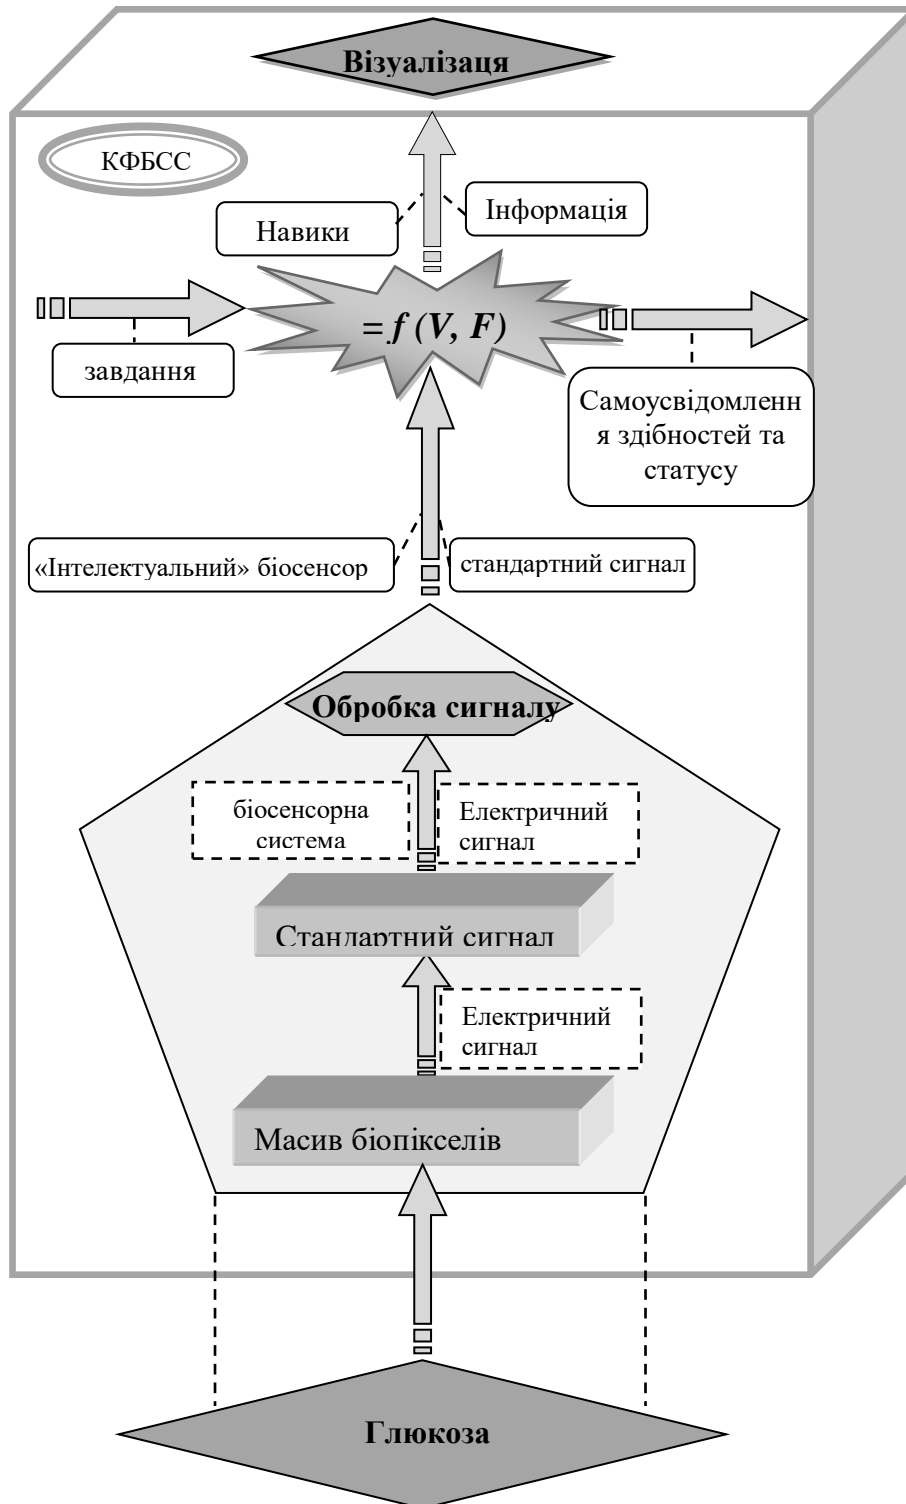 Візуалізаця
КФБСС
Навики
Інформація
= f (V, F)
завдання
Самоусвідомленн
я здібностей та
статусу
«Інтелектуальний» біосенсор
стандартний сигнал
Обробка сигналу
біосенсорна
система
Електричний
сигнал
Стандартний сигнал
Електричний
сигнал
Масив біопікселів
Глюкоза